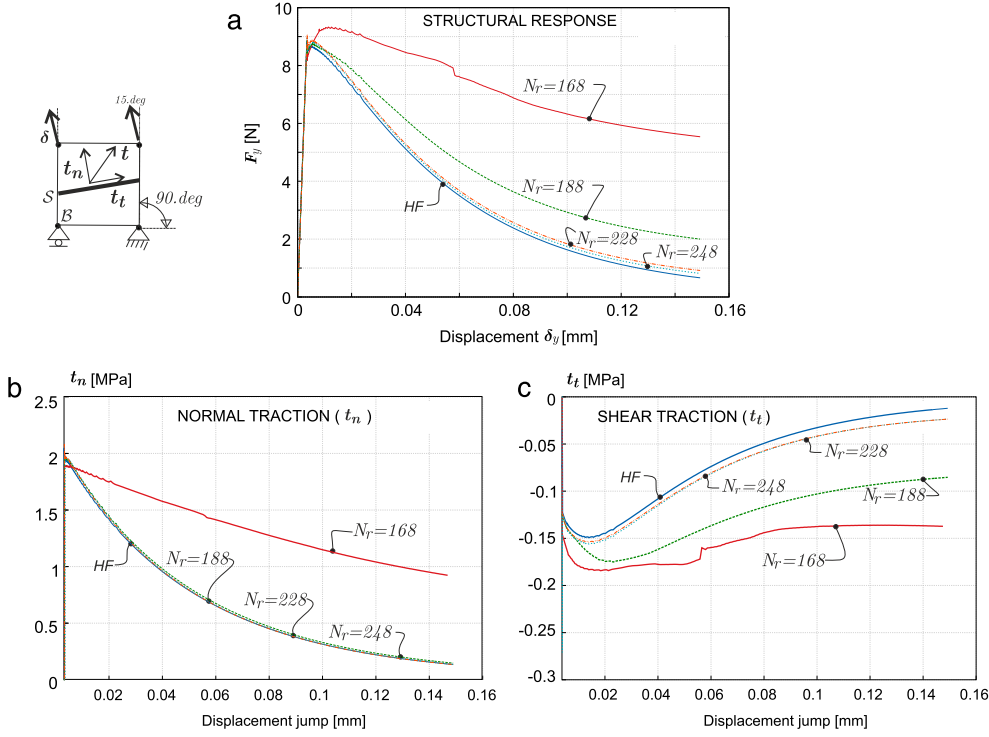 a
STRUCTURAL RESPONSE
10
8
6
4
2
0
F_y [N]
0
0.04
0.08
0.12
0.16
Displacement δ_y [mm]
N_r=168
N_r=188
HF
N_r=228
N_r=248
15.deg
δ
t_n
t
S
t_t
90.deg
B
b
t_n [MPa]
NORMAL TRACTION ( t_n )
2.5
2
1.5
1
0.5
0
N_r=168
HF
N_r=188
N_r=228
N_r=248
0.02
0.04
0.06
0.08
0.1
0.12
0.14
0.16
Displacement jump [mm]
c
t_t [MPa]
SHEAR TRACTION (t_t)
0
-0.05
-0.1
-0.15
-0.2
-0.25
-0.3
N_r=228
HF
N_r=248
N_r=188
N_r=168
0.02
0.04
0.06
0.08
0.1
0.12
0.14
0.16
Displacement jump [mm]